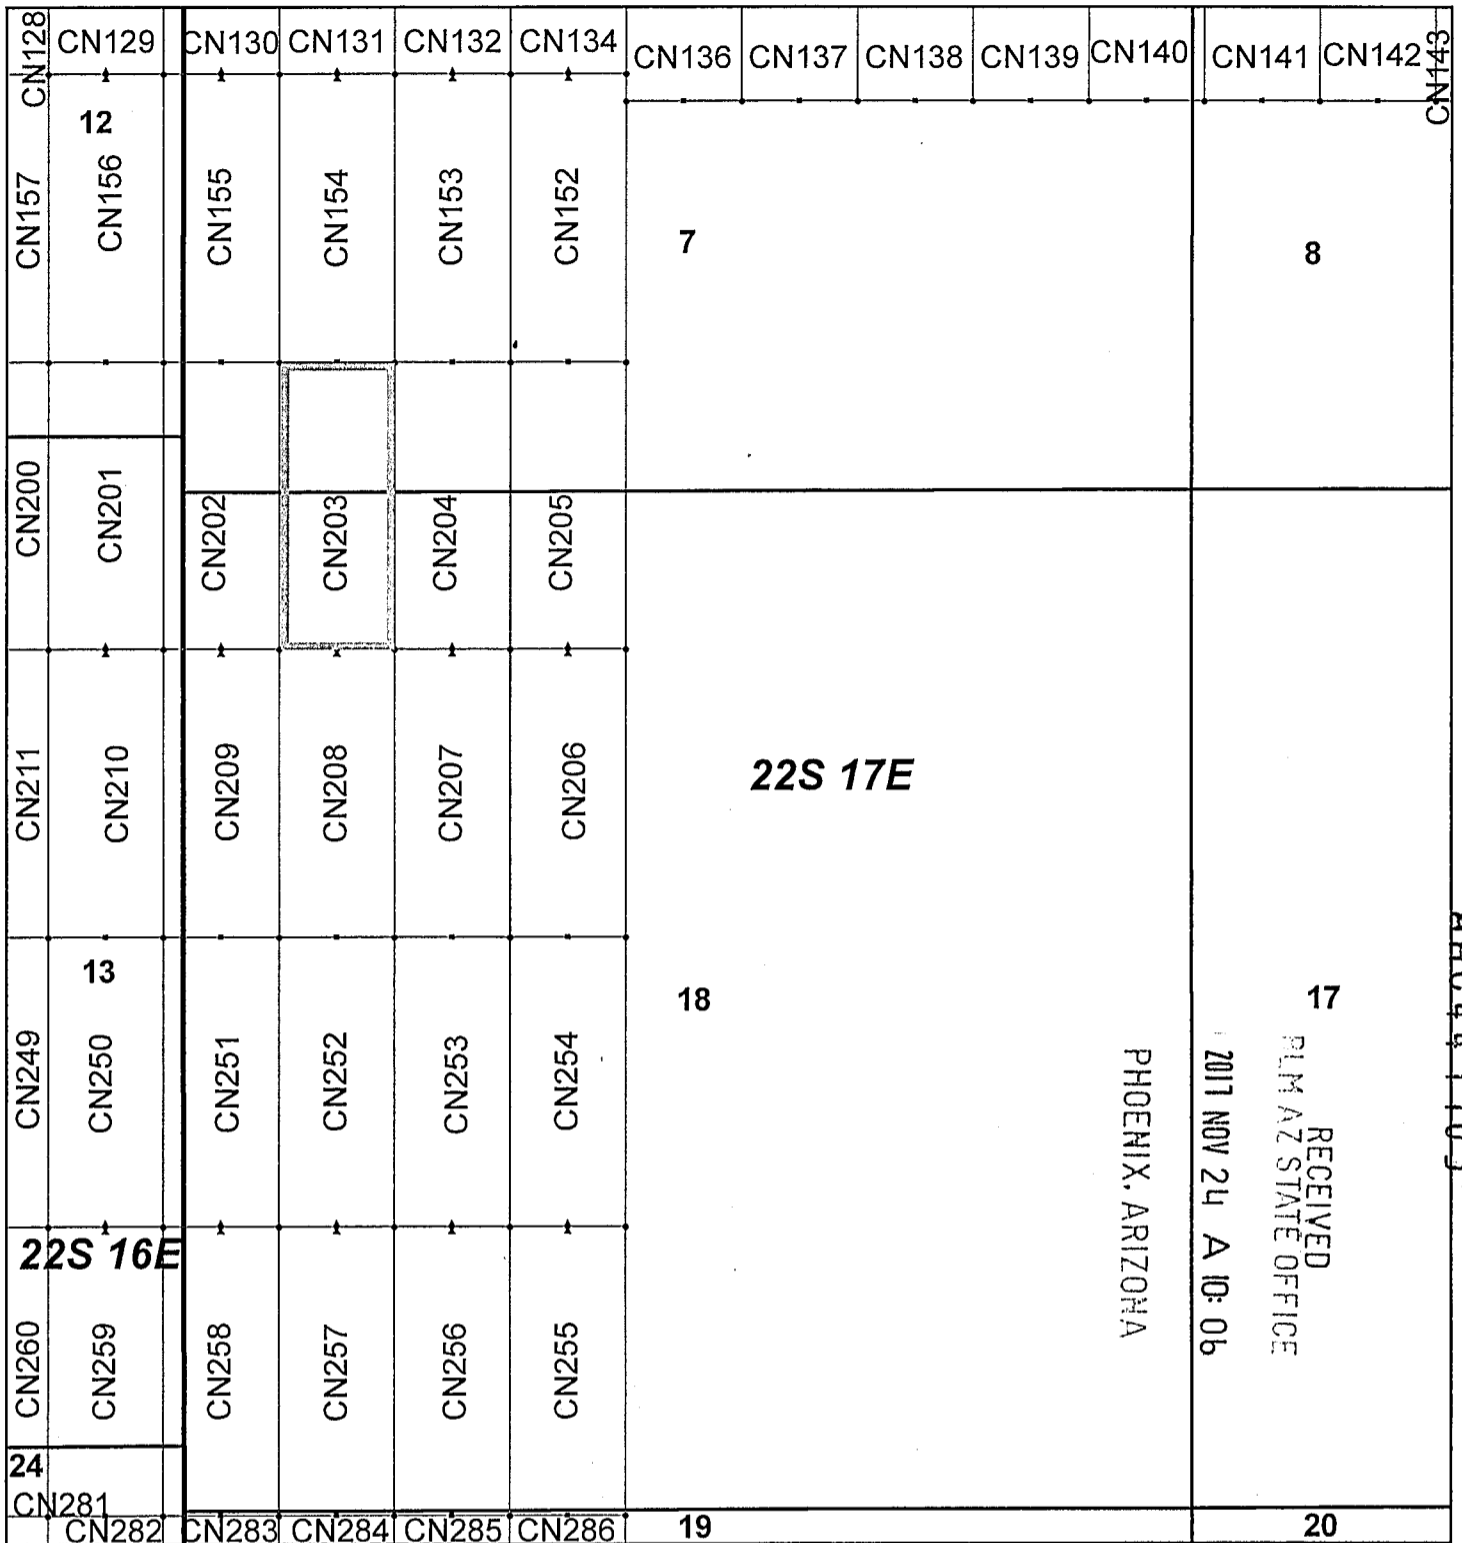 CN128 CN129 CN130 CN131 CN132 CN134 CN136 CN137 CN138 CN139 CN140 CN141 CN142 CN143
12
CN157 CN156 CN155 CN154 CN153 CN152
7 8
CN200 CN201 CN202 CN203 CN204 CN205
CN211 CN210 CN209 CN208 CN207 CN206
22S 17E
13 18 17
CN249 CN250 CN251 CN252 CN253 CN254
RECEIVED
BLM AZ STATE OFFICE
2017 NOV 24 A 10: 06
PHOENIX, ARIZONA
22S 16E
CN260 CN259 CN258 CN257 CN256 CN255
24
CN281
CN282 CN283 CN284 CN285 CN286
19 20